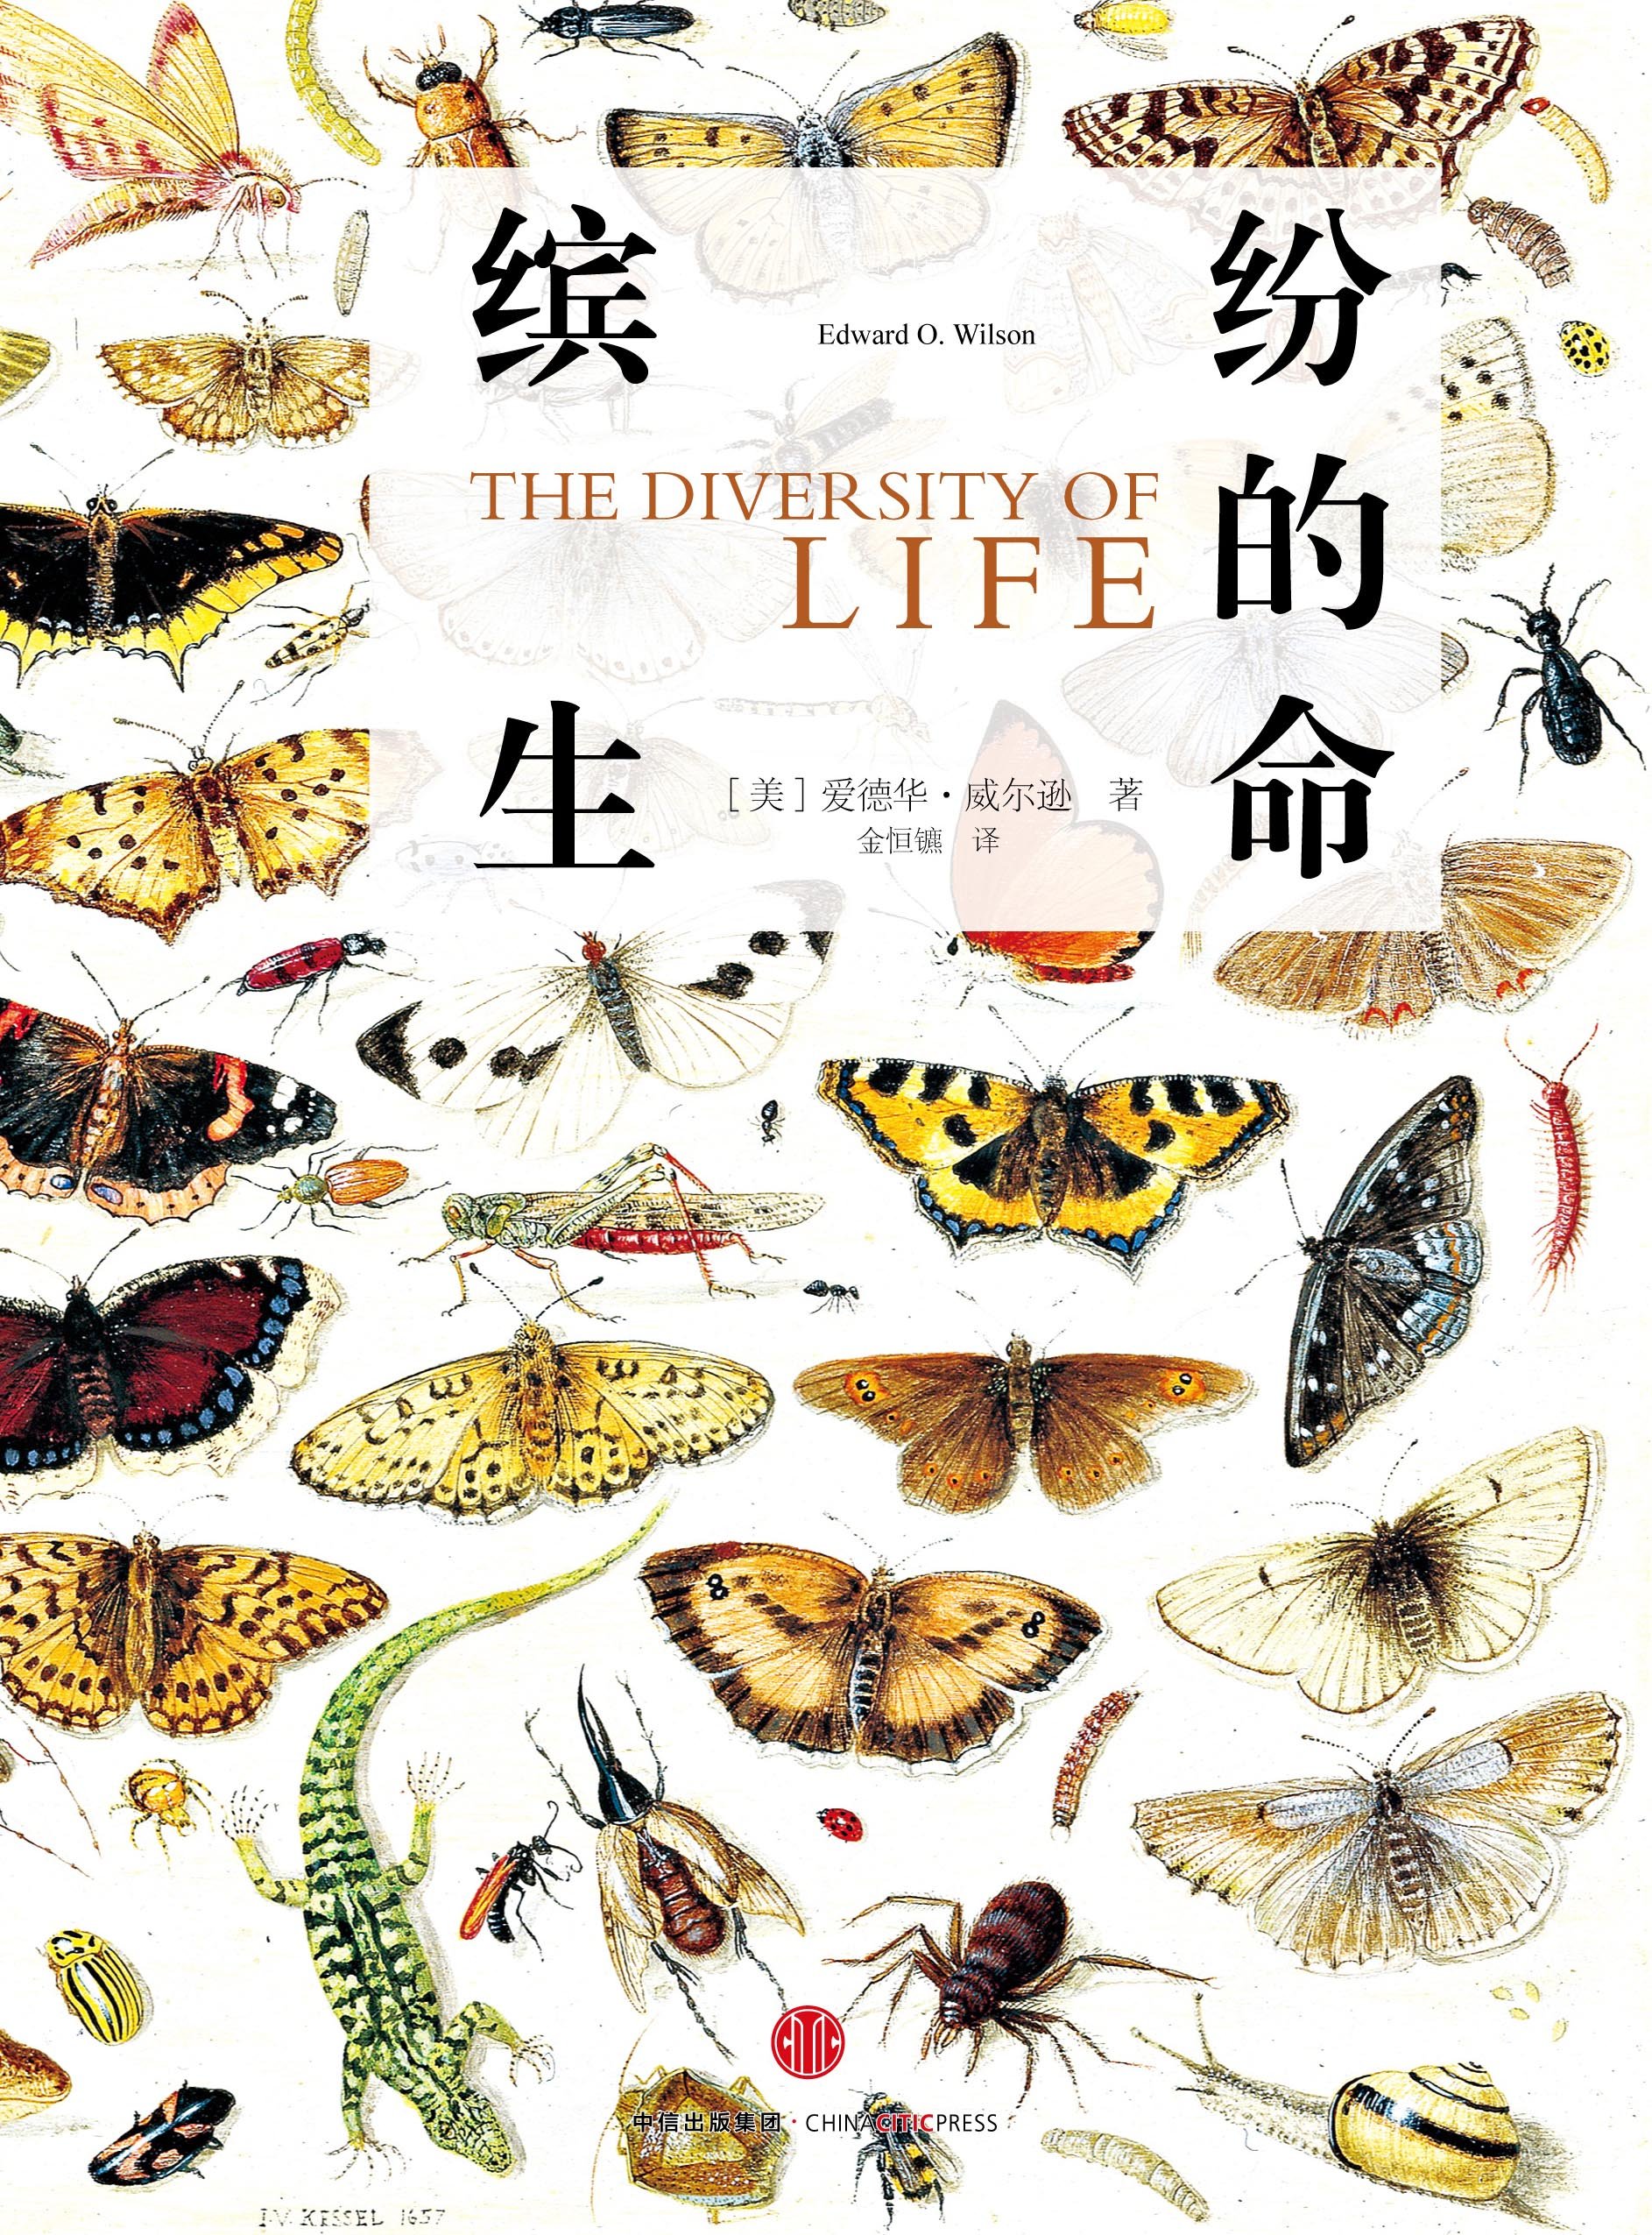 缤纷的生命
Edward O. Wilson
THE DIVERSITY OF
LIFE
[美] 爱德华·威尔逊 著
金恒镳 译
CITIC
中信出版集团·CHINACITICPRESS
I.V. KESSEL 1657